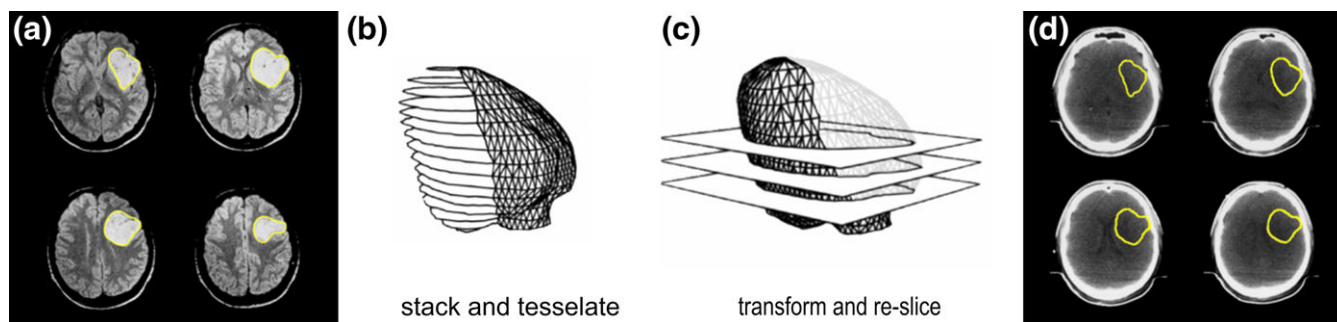 (a)
(b)
(c)
(d)
stack and tesselate
transform and re-slice